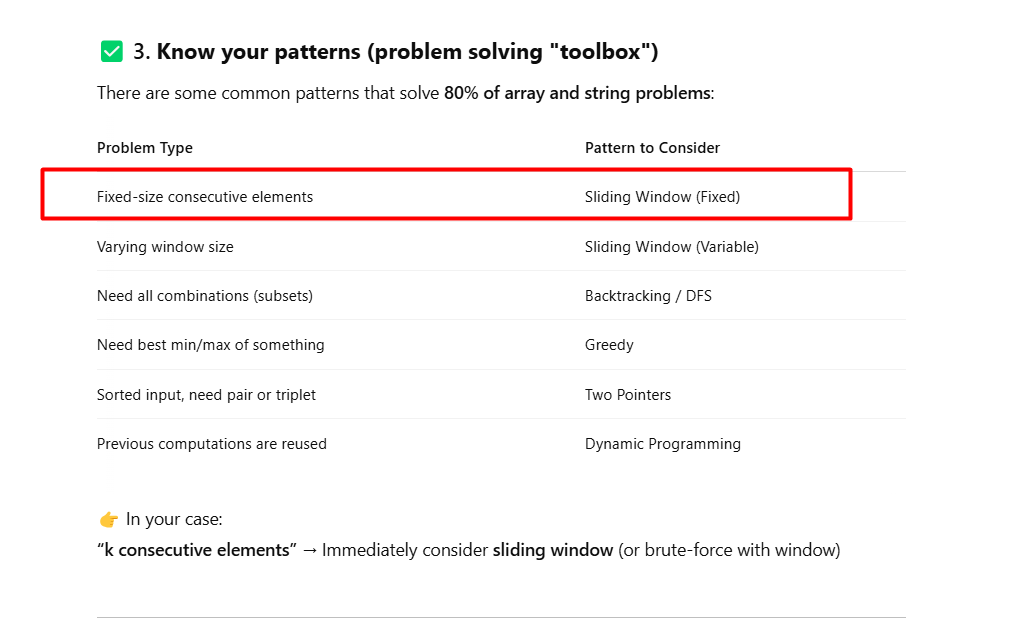 ✅ 3. Know your patterns (problem solving "toolbox")
There are some common patterns that solve 80% of array and string problems:
Problem Type Pattern to Consider
Fixed-size consecutive elements Sliding Window (Fixed)
Varying window size Sliding Window (Variable)
Need all combinations (subsets) Backtracking / DFS
Need best min/max of something Greedy
Sorted input, need pair or triplet Two Pointers
Previous computations are reused Dynamic Programming
👉 In your case:
“k consecutive elements” → Immediately consider sliding window (or brute-force with window)